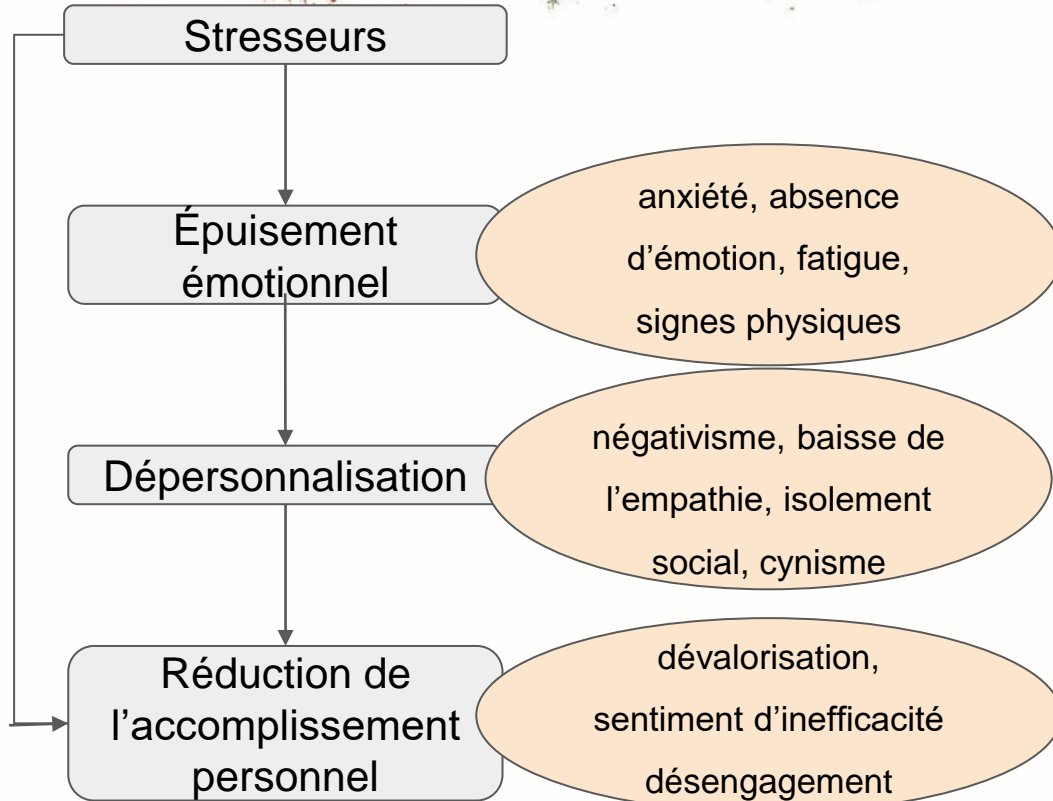 Stresseurs
Épuisement
émotionnel
anxiété, absence
d’émotion, fatigue,
signes physiques
Dépersonnalisation
négativisme, baisse de
l’empathie, isolement
social, cynisme
Réduction de
l’accomplissement
personnel
dévalorisation,
sentiment d’inefficacité
désengagement